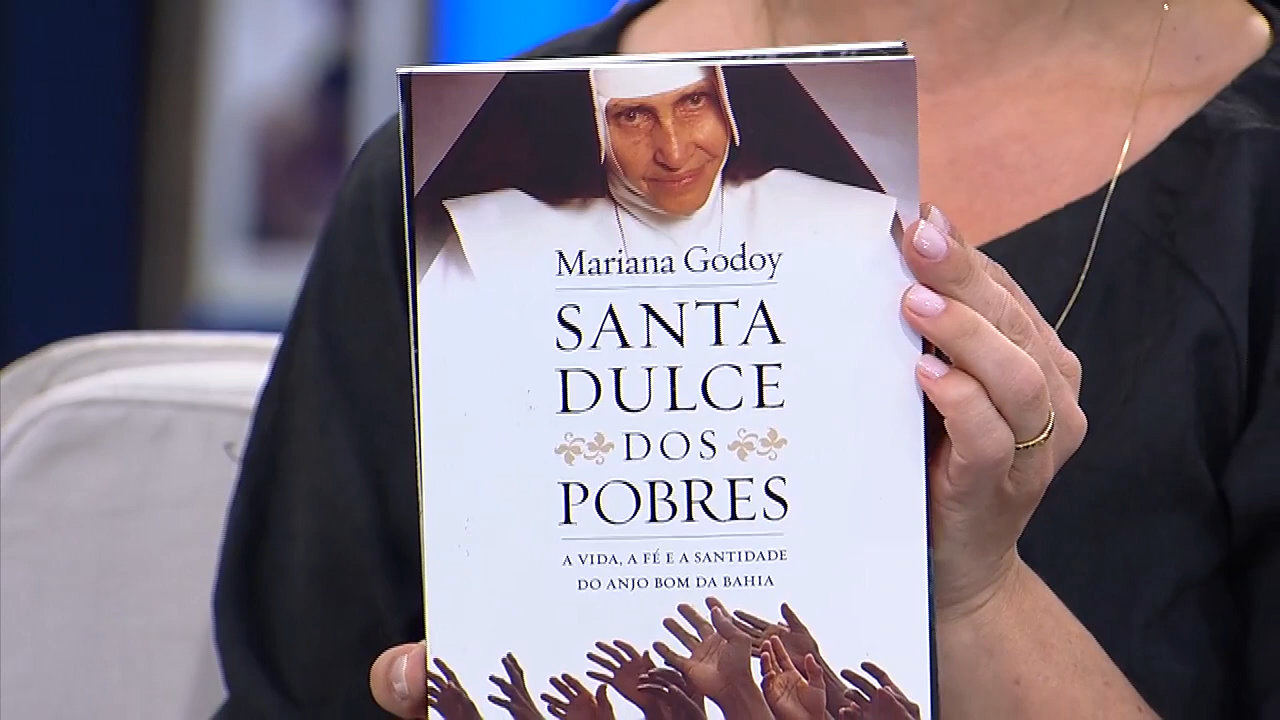 Mariana Godoy
SANTA
DULCE
DOS
POBRES
A VIDA, A FÉ E A SANTIDADE
DO ANJO BOM DA BAHIA